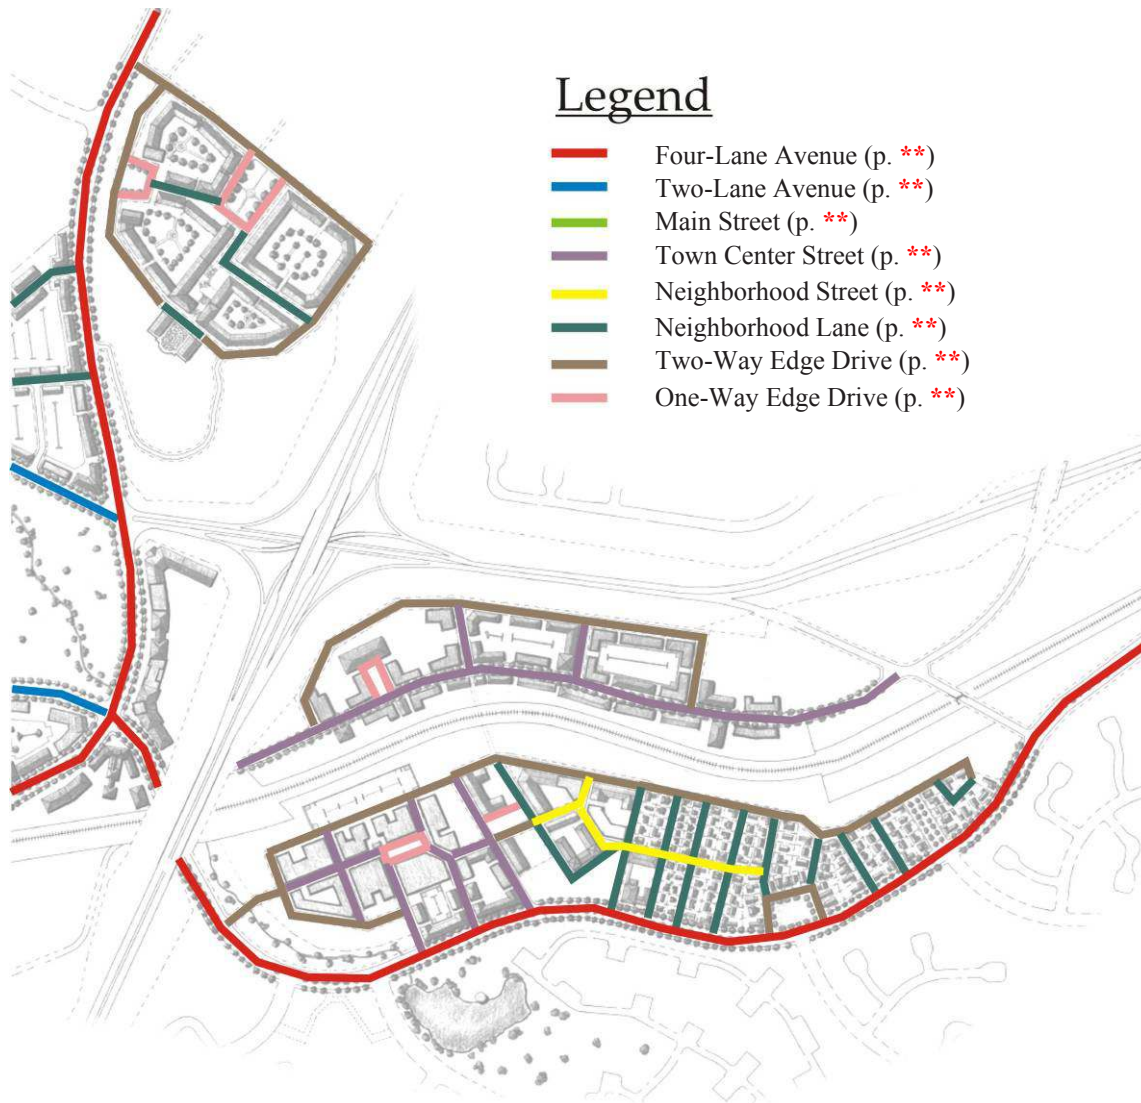 Legend
Four-Lane Avenue (p. **)
Two-Lane Avenue (p. **)
Main Street (p. **)
Town Center Street (p. **)
Neighborhood Street (p. **)
Neighborhood Lane (p. **)
Two-Way Edge Drive (p. **)
One-Way Edge Drive (p. **)